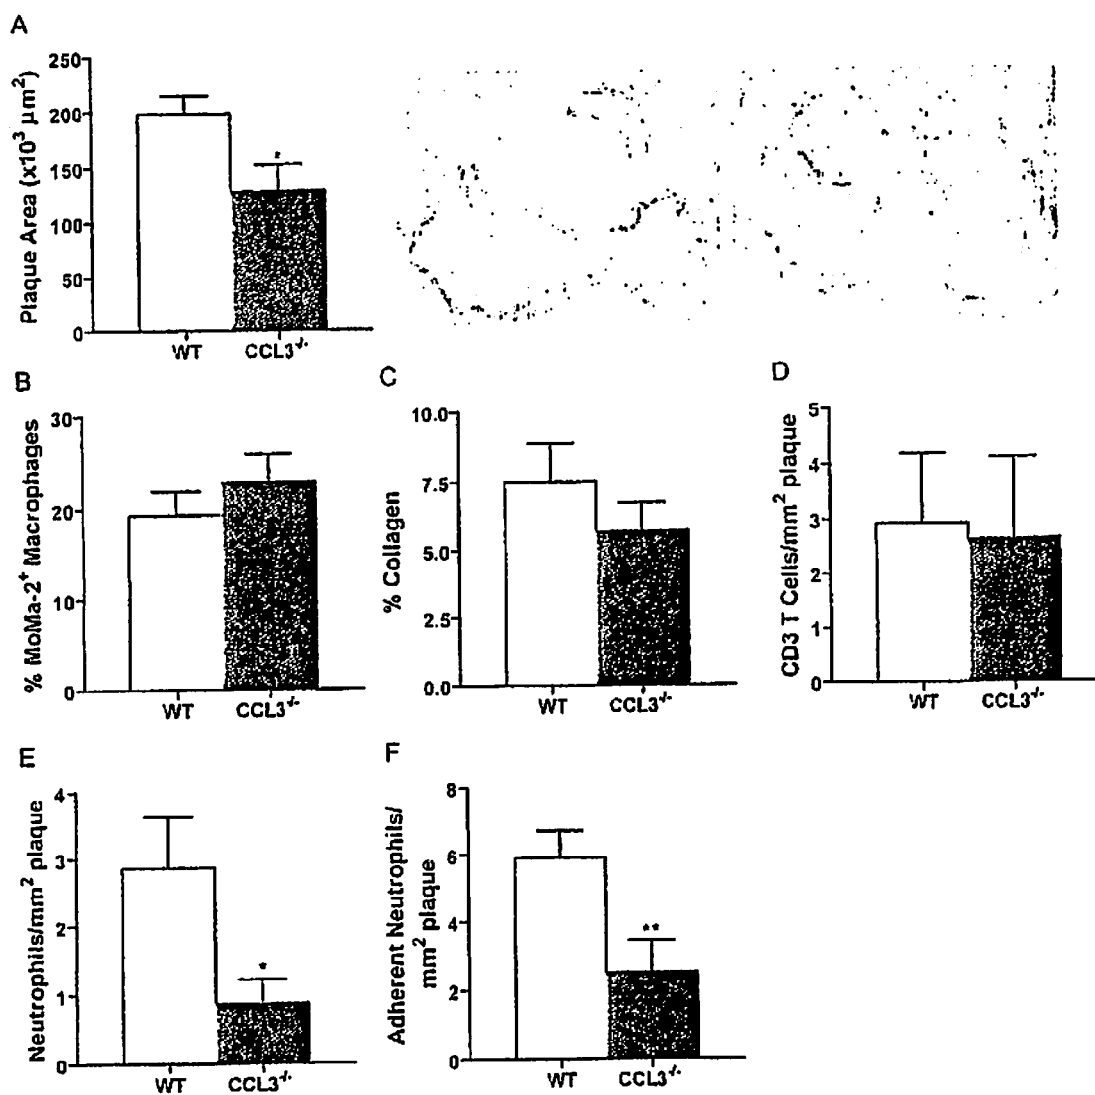 A
Plaque Area (x10³ µm²)
250
200
150
100
50
0
*
WT
CCL3⁻/⁻
B
% MoMa-2⁺ Macrophages
30
20
10
0
WT
CCL3⁻/⁻
C
% Collagen
10.0
7.5
5.0
2.5
0.0
WT
CCL3⁻/⁻
D
CD3 T Cells/mm² plaque
5
4
3
2
1
0
WT
CCL3⁻/⁻
E
Neutrophils/mm² plaque
4
3
2
1
0
*
WT
CCL3⁻/⁻
F
Adherent Neutrophils/
mm² plaque
8
6
4
2
0
**
WT
CCL3⁻/⁻